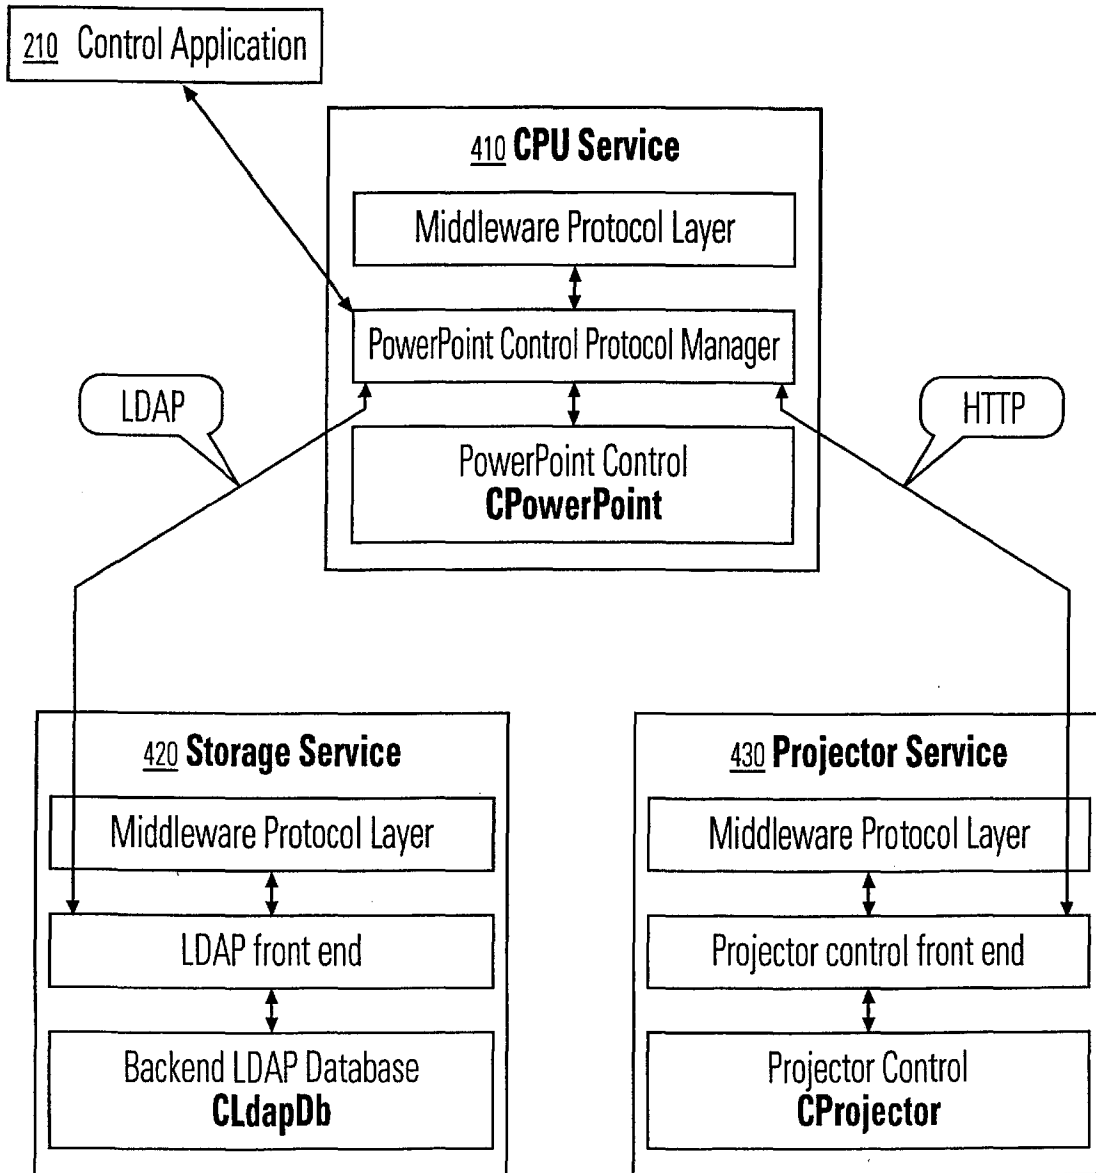 210 Control Application
410 CPU Service
Middleware Protocol Layer
PowerPoint Control Protocol Manager
LDAP
HTTP
PowerPoint Control
CPowerPoint
420 Storage Service
Middleware Protocol Layer
LDAP front end
Backend LDAP Database
CLdapDb
430 Projector Service
Middleware Protocol Layer
Projector control front end
Projector Control
CProjector